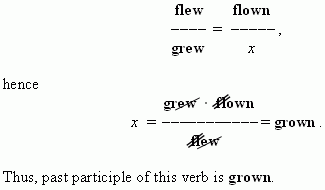 flew flown
---- = -----,
grew x
hence
grew · flown
x = ----------- = grown.
flew
Thus, past participle of this verb is grown.